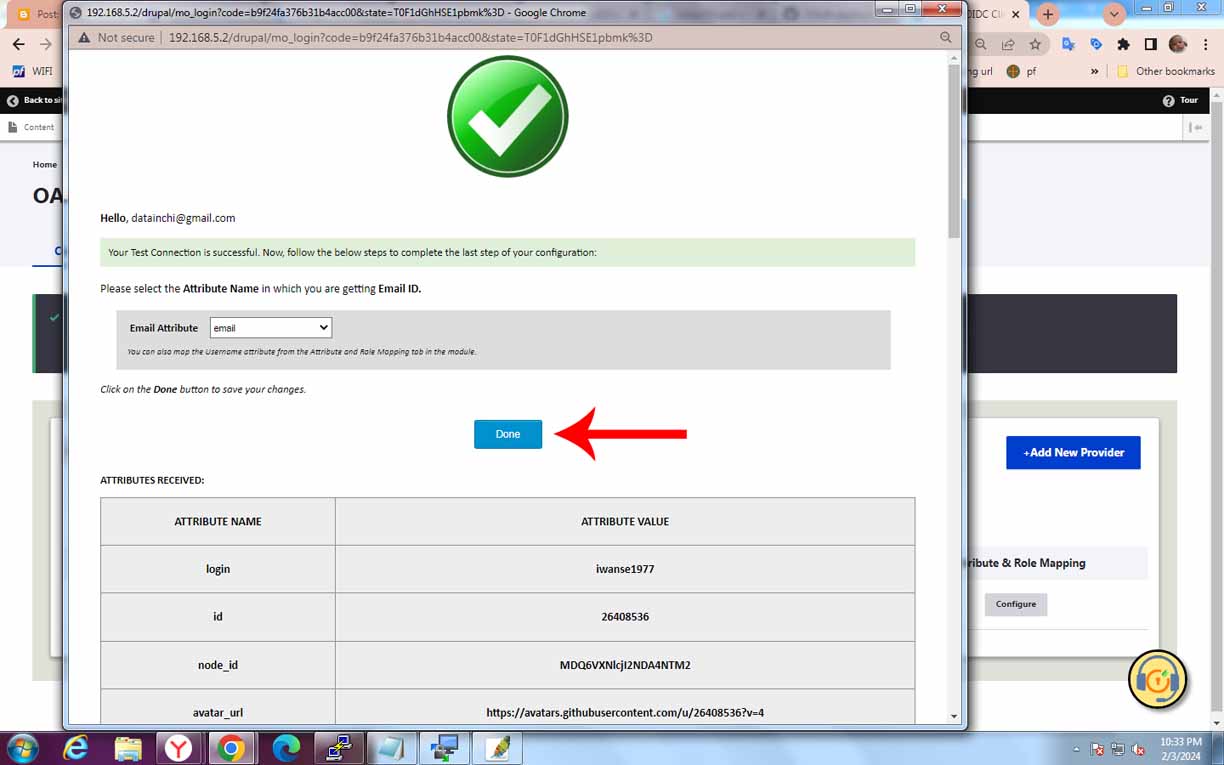 Post
192.168.5.2/drupal/mo_login?code=b9f24fa376b31b4acc00&state=T0F1dGhHSE1pbmk%3D - Google Chrome
OIDC Cli
Not secure | 192.168.5.2/drupal/mo_login?code=b9f24fa376b31b4acc00&state=T0F1dGhHSE1pbmk%3D
pf WIFI
ng url
pf
»
Other bookmarks
Back to si
Tour
Content
Home
OA
C
Hello, datainchi@gmail.com
Your Test Connection is successful. Now, follow the below steps to complete the last step of your configuration:
Please select the Attribute Name in which you are getting Email ID.
Email Attribute email
You can also map the Username attribute from the Attribute and Role Mapping tab in the module.
Click on the Done button to save your changes.
Done
+Add New Provider
ATTRIBUTES RECEIVED:
ATTRIBUTE NAME ATTRIBUTE VALUE
login iwanse1977
ribute & Role Mapping
Configure
id 26408536
node_id MDQ6VXNlcjI2NDA4NTM2
avatar_url https://avatars.githubusercontent.com/u/26408536?v=4
10:33 PM
2/3/2024